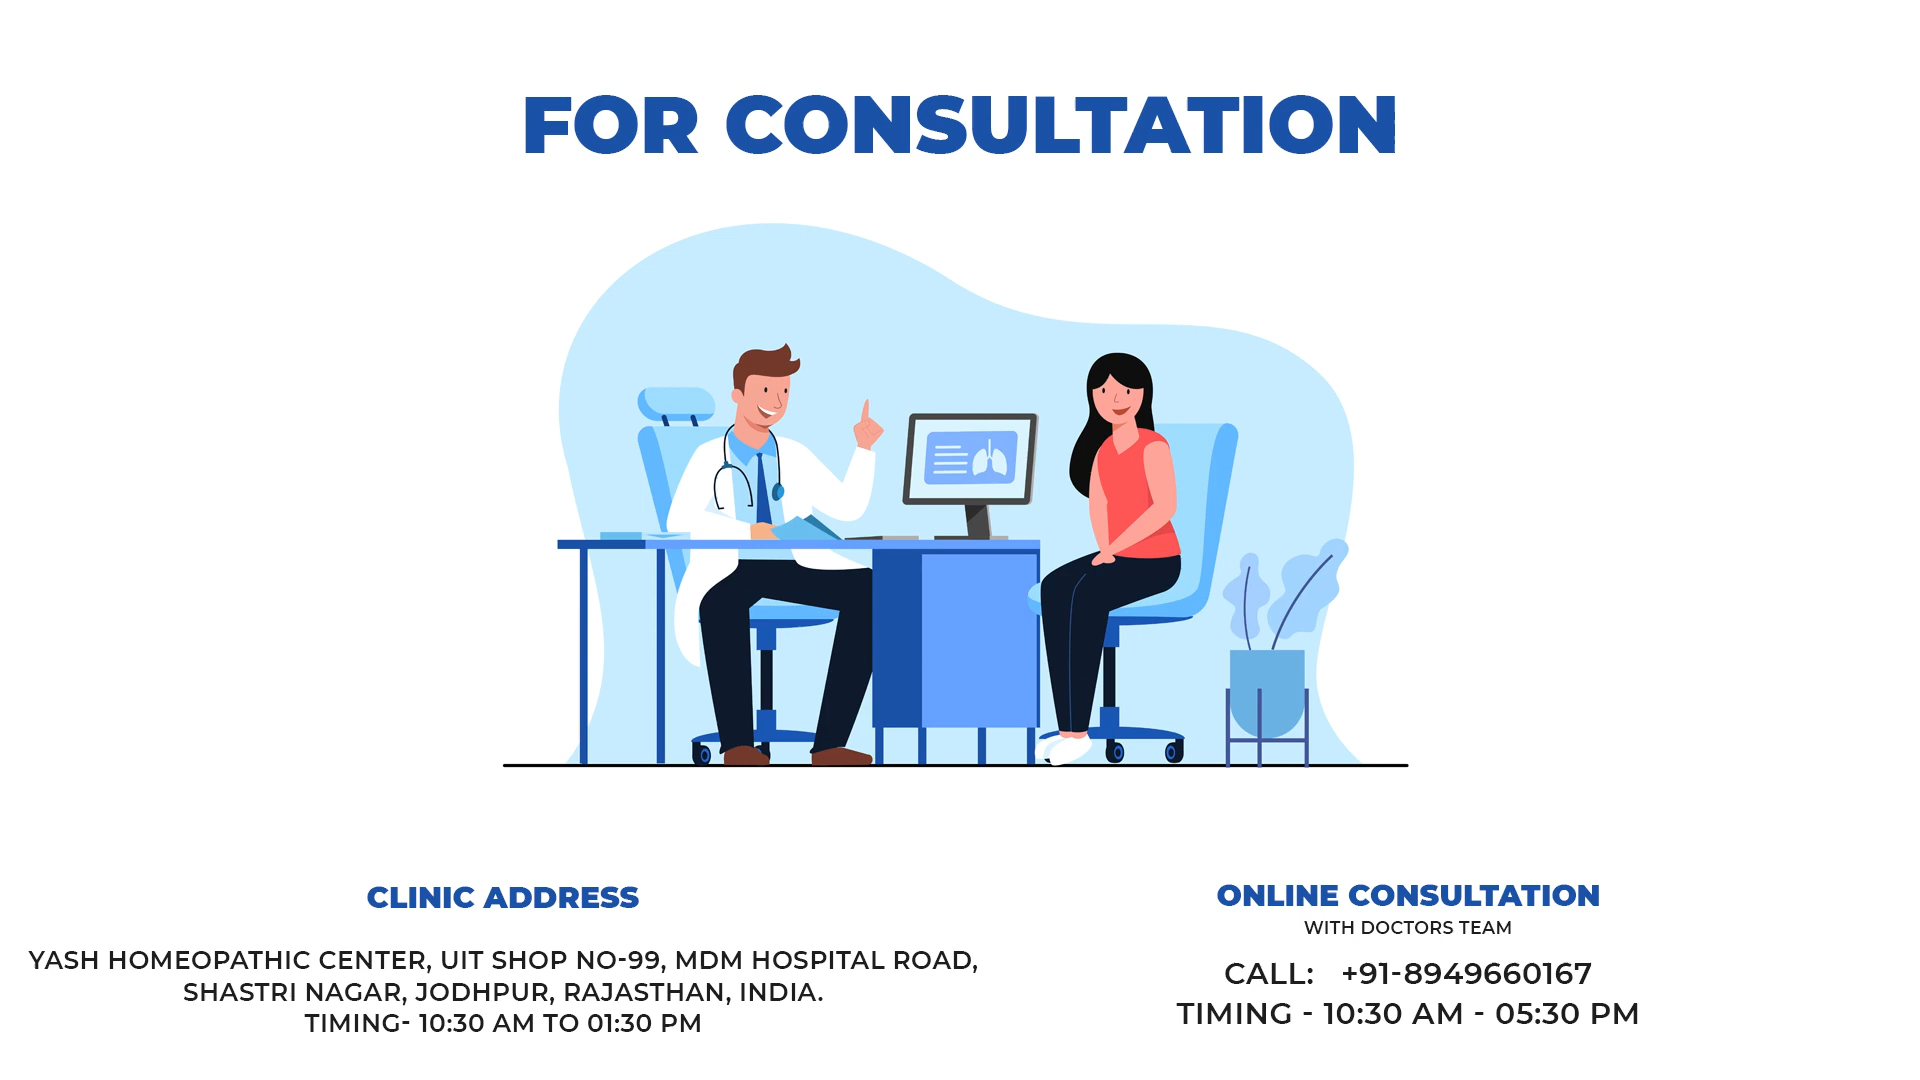 FOR CONSULTATION
CLINIC ADDRESS
YASH HOMEOPATHIC CENTER, UIT SHOP NO-99, MDM HOSPITAL ROAD,
SHASTRI NAGAR, JODHPUR, RAJASTHAN, INDIA.
TIMING- 10:30 AM TO 01:30 PM
ONLINE CONSULTATION
WITH DOCTORS TEAM
CALL: +91-8949660167
TIMING - 10:30 AM - 05:30 PM